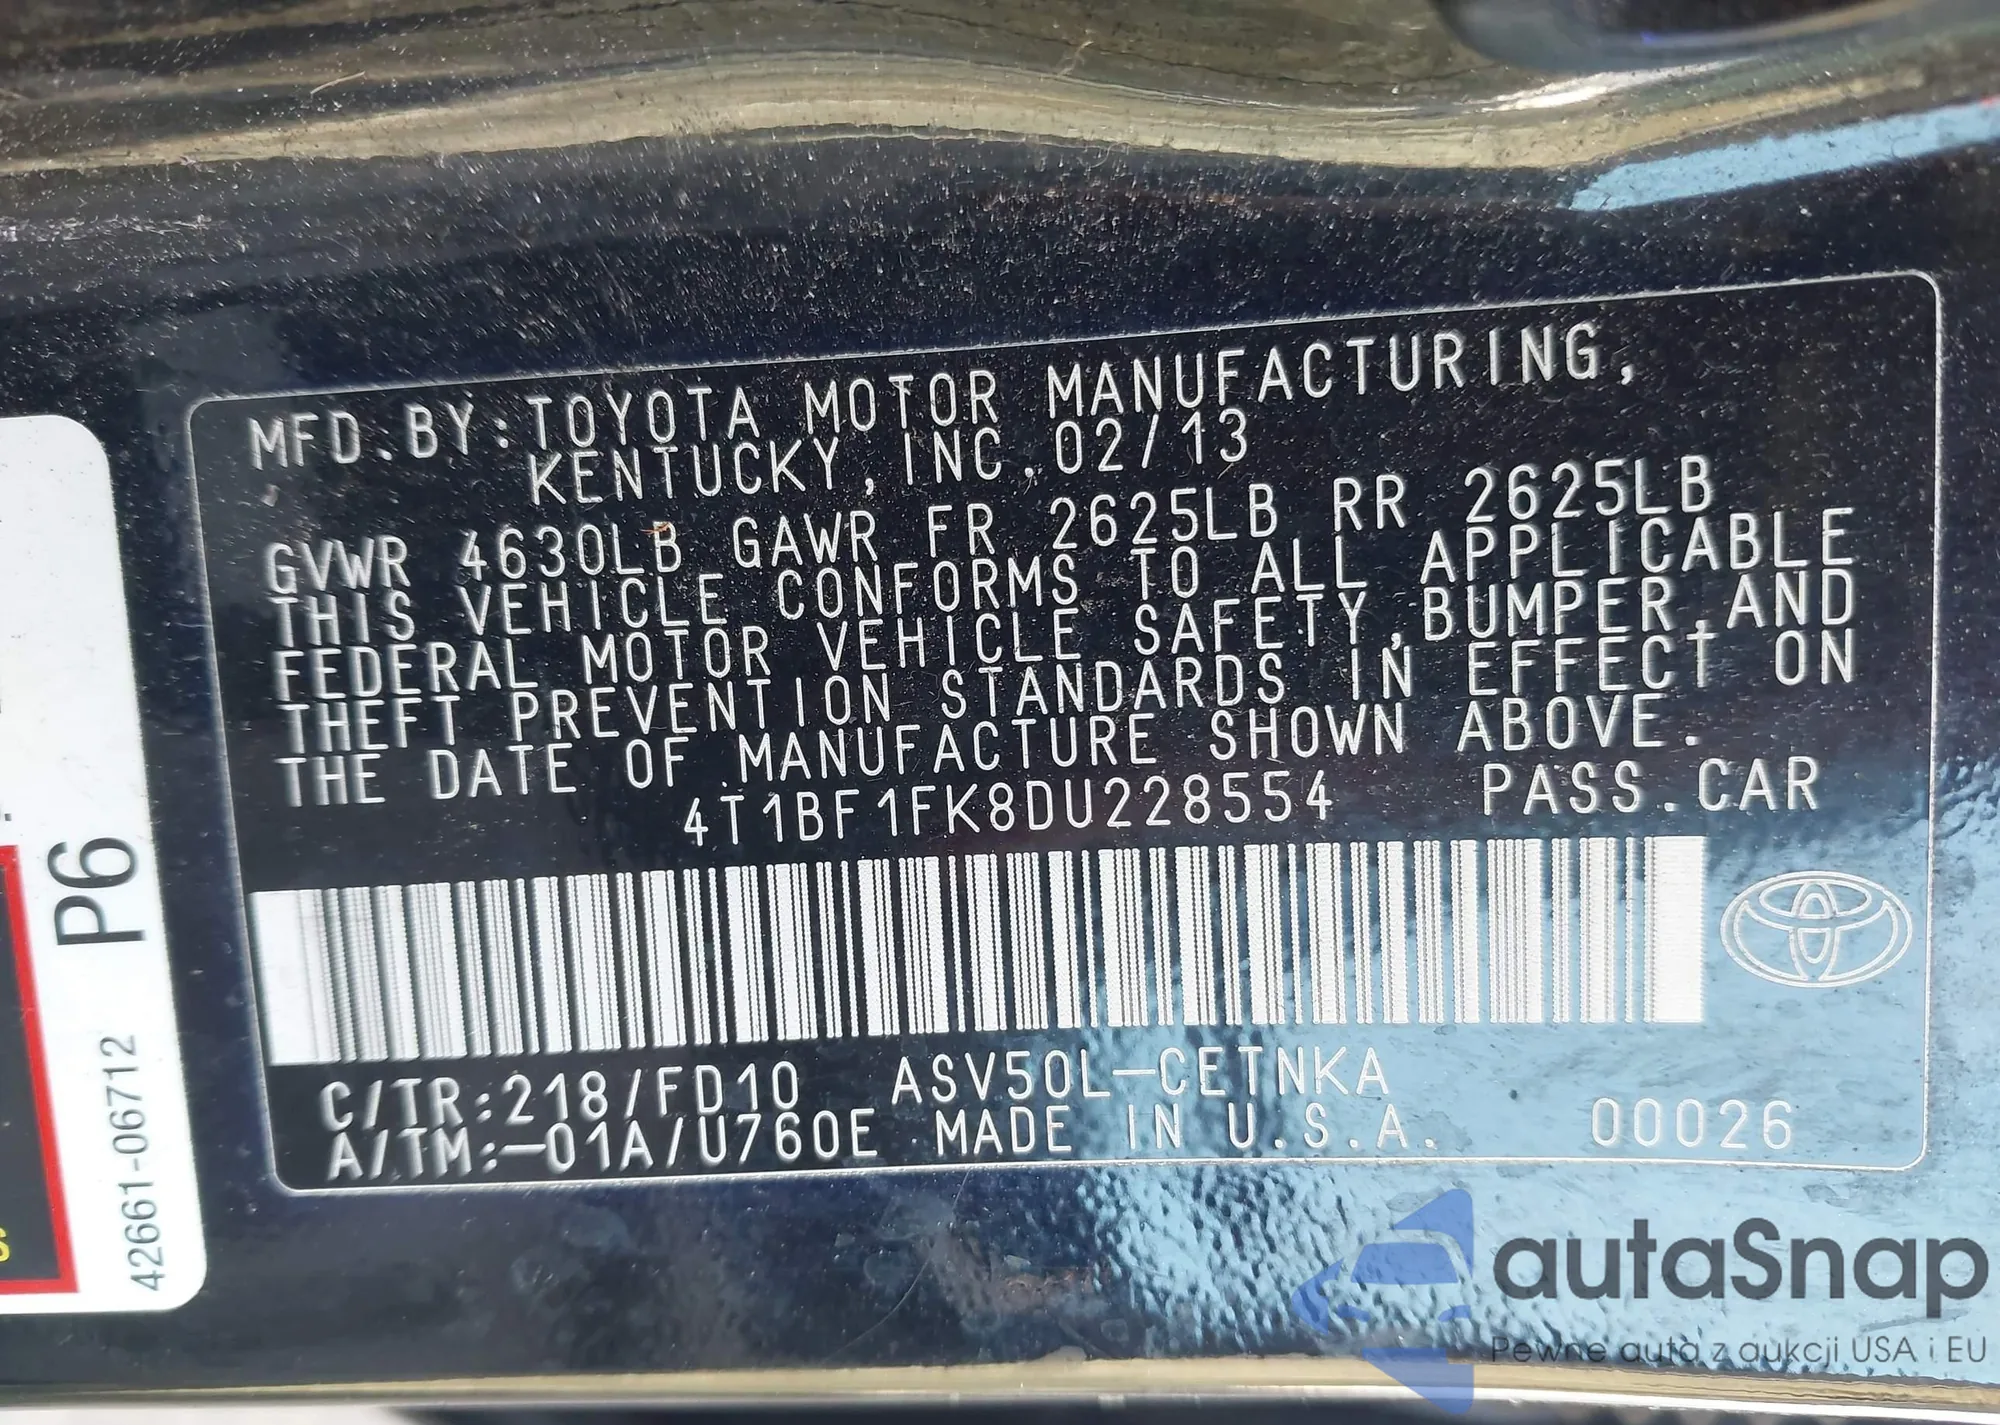 MFD.BY:TOYOTA MOTOR MANUFACTURING,
KENTUCKY,INC.02/13
GVWR 4630LB GAWR FR 2625LB RR 2625LB
THIS VEHICLE CONFORMS TO ALL APPLICABLE
FEDERAL MOTOR VEHICLE SAFETY,BUMPER,AND
THEFT PREVENTION STANDARDS IN EFFECT ON
THE DATE OF MANUFACTURE SHOWN ABOVE.
4T1BF1FK8DU228554 PASS.CAR
C/TR:218/FD10 ASV50L-CETNKA
A/TM:-01A/U760E MADE IN U.S.A. 00026
P6
42661-06712
autaSnap
Pewne auta z aukcji USA i EU